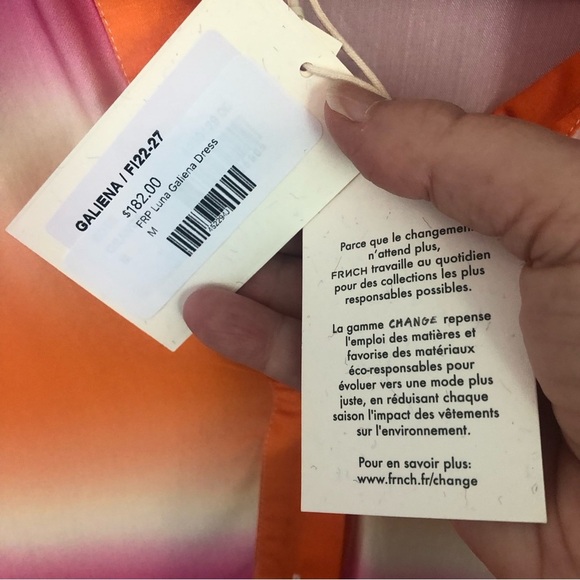 GALIENA / FI22-27
$182.00
FRP Luna Galiena Dress
M
Parce que le changement
n'attend plus,
FRNCH travaille au quotidien
pour des collections les plus
responsables possibles.
La gamme CHANGE repense
l'emploi des matières et
favorise des matériaux
éco-responsables pour
évoluer vers une mode plus
juste, en réduisant chaque
saison l'impact des vêtements
sur l'environnement.
Pour en savoir plus:
www.frnch.fr/change